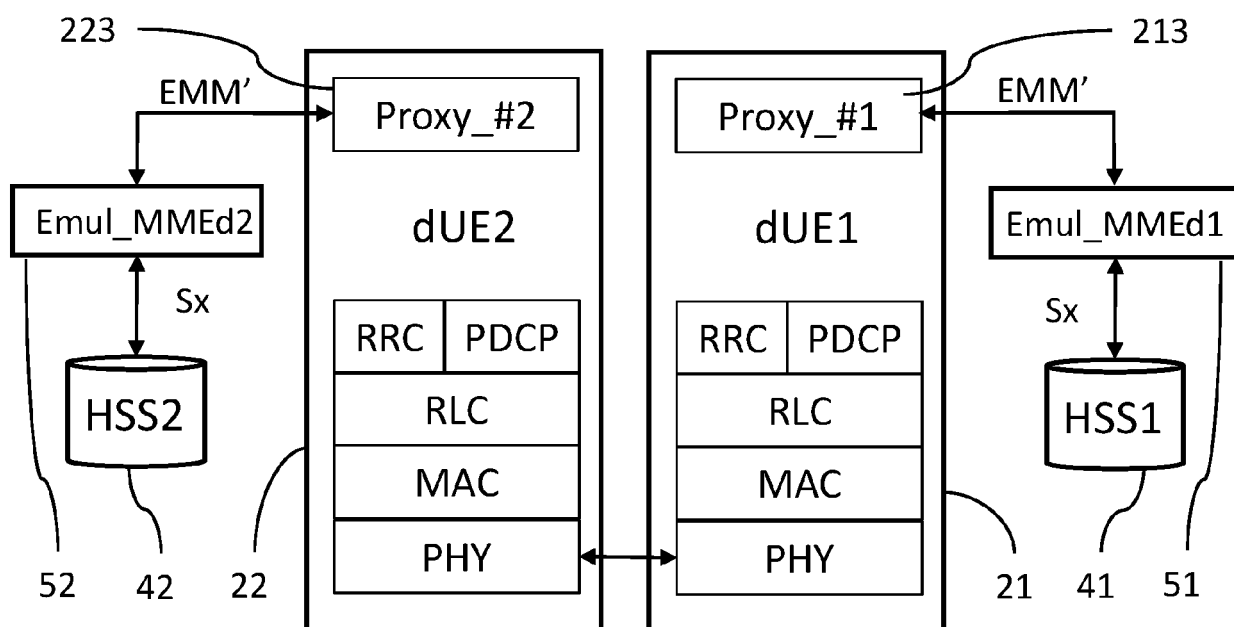 223
213
EMM'
EMM'
Proxy_#2
Proxy_#1
Emul_MMEd2
dUE2
dUE1
Emul_MMEd1
Sx
Sx
RRC
PDCP
RRC
PDCP
HSS2
RLC
RLC
HSS1
MAC
MAC
PHY
PHY
52
42
22
21
41
51